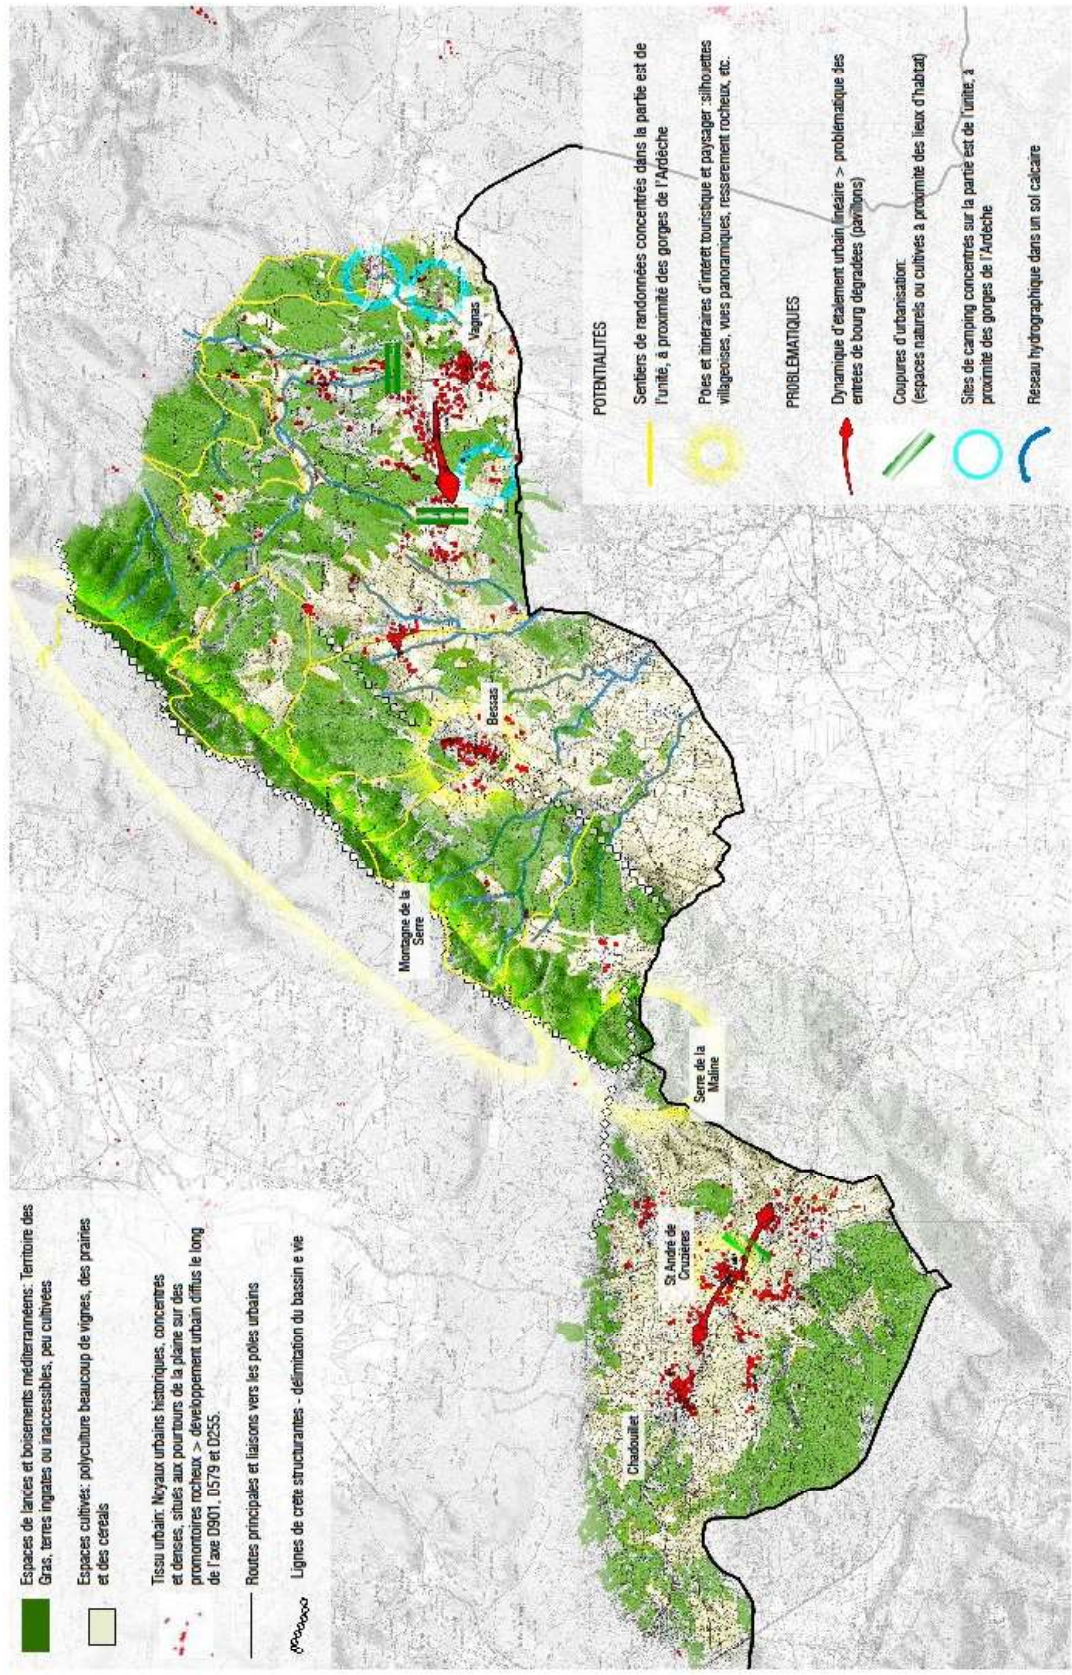 Espaces de landes et boisements méditerrannéens: Territoire des
Gras, terres ingrates ou inaccessibles, peu cultivées
Espaces cultivés: polyculture beaucoup de vignes, des prairies
et des céréals
Tissu urbain: Noyaux urbains historiques, concentrés
et denses, situés aux pourtours de la plaine sur des
promontoires rocheux > développement urbain diffus le long
de l'axe D901, D579 et D255.
Routes principales et liaisons vers les pôles urbains
Lignes de crête structurantes - délimitation du bassin e vie
Chadouillet
St André de
Cruzières
Serre de la
Maline
Montagne de la
Serre
Bessas
Vagnas
POTENTIALITES
Sentiers de randonnées concentrés dans la partie est de
l'unité, à proximité des gorges de l'Ardèche
Poes et itinéraires d'intérêt touristique et paysager :silhouettes
villageoises, vues panoramiques, resserement rocheux, etc.
PROBLÉMATIQUES
Dynamique d'étalement urbain linéaire > problématique des
entrées de bourg dégradées (pavillons)
Coupures d'urbanisation:
(espaces naturels ou cultivés à proximité des lieux d'habtat)
Sites de camping concentrés sur la partie est de l'unité, à
proximité des gorges de l'Ardèche
Réseau hydrographique dans un sol calcaire